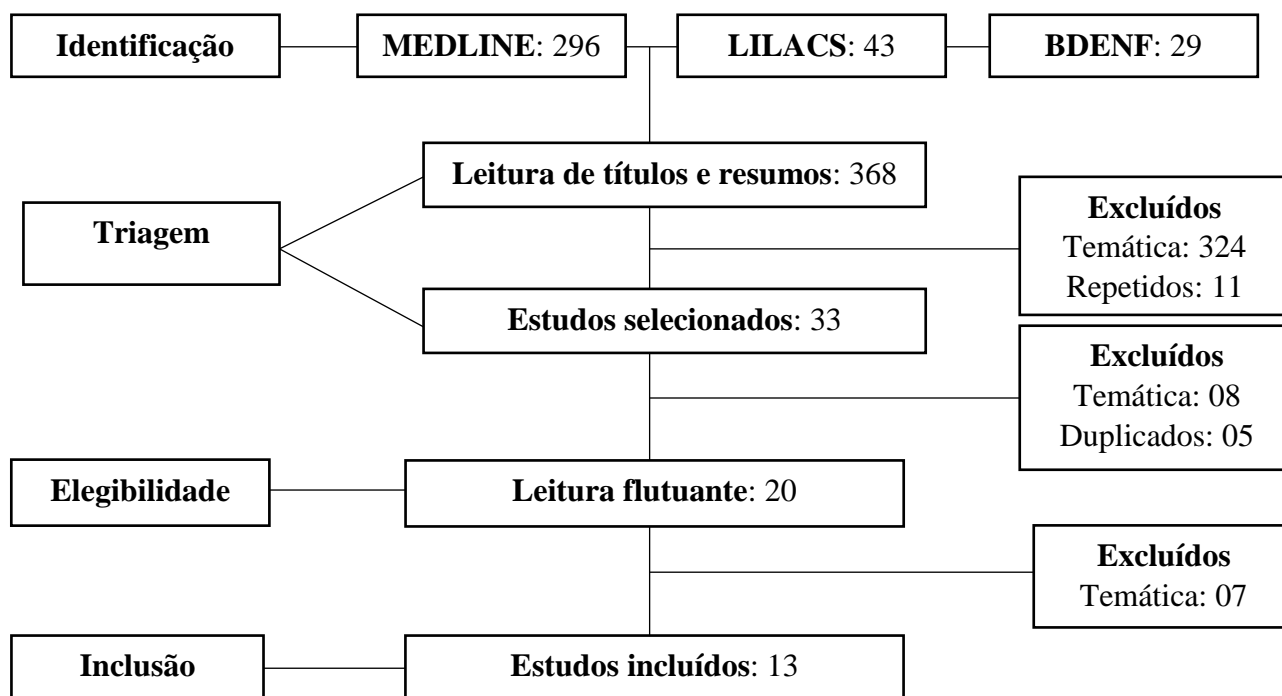 Identificação
MEDLINE: 296
LILACS: 43
BDENF: 29
Leitura de títulos e resumos: 368
Triagem
Excluídos
Temática: 324
Repetidos: 11
Estudos selecionados: 33
Excluídos
Temática: 08
Duplicados: 05
Elegibilidade
Leitura flutuante: 20
Excluídos
Temática: 07
Inclusão
Estudos incluídos: 13